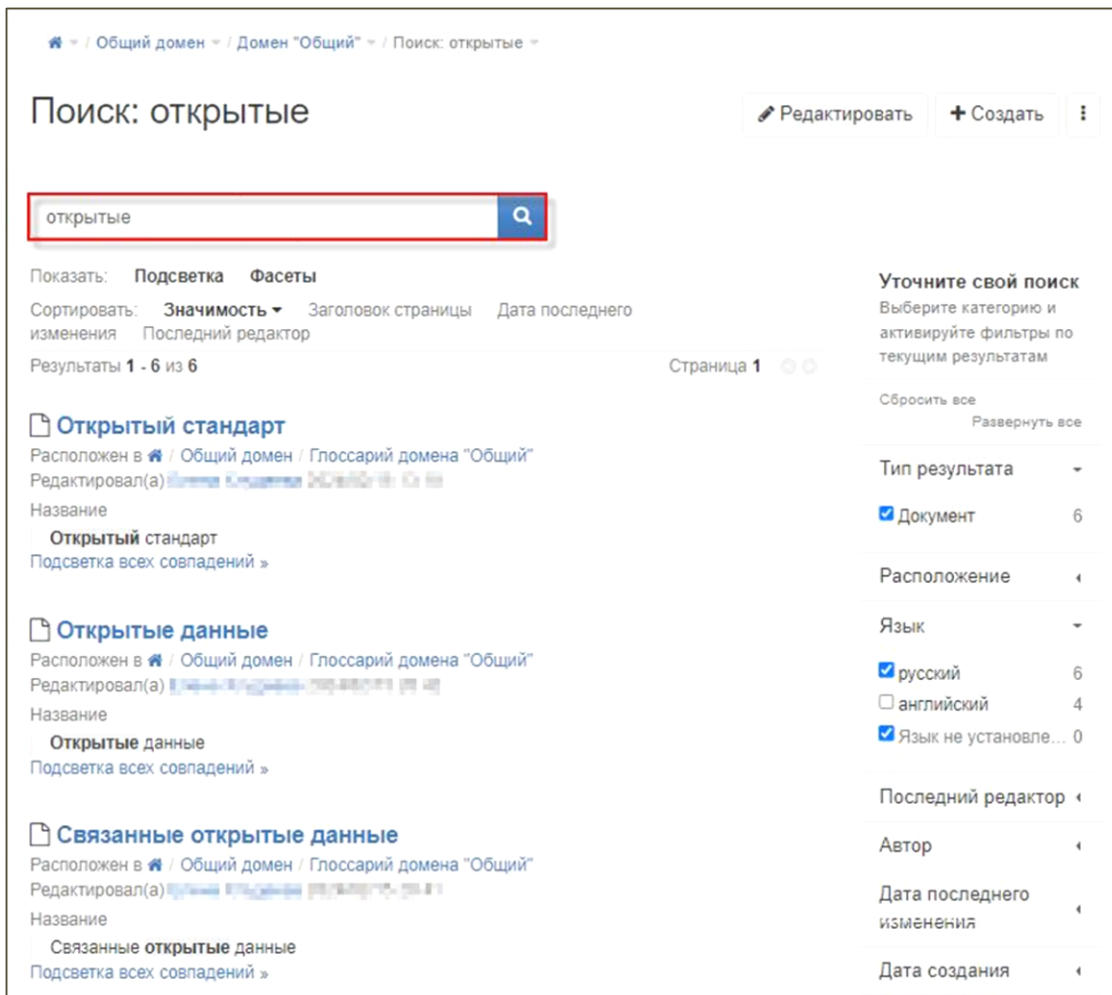 / Общий домен / Домен "Общий" / Поиск: открытые
Поиск: открытые
Редактировать
Создать
открытые
Показать: Подсветка Фасеты
Сортировать: Значимость Заголовок страницы Дата последнего
изменения Последний редактор
Результаты 1 - 6 из 6
Страница 1
Открытый стандарт
Расположен в / Общий домен / Глоссарий домена "Общий"
Редактировал(а)
Название
Открытый стандарт
Подсветка всех совпадений »
Открытые данные
Расположен в / Общий домен / Глоссарий домена "Общий"
Редактировал(а)
Название
Открытые данные
Подсветка всех совпадений »
Связанные открытые данные
Расположен в / Общий домен / Глоссарий домена "Общий"
Редактировал(а)
Название
Связанные открытые данные
Подсветка всех совпадений »
Уточните свой поиск
Выберите категорию и
активируйте фильтры по
текущим результатам
Сбросить все
Развернуть все
Тип результата
Документ 6
Расположение
Язык
русский 6
английский 4
Язык не установле... 0
Последний редактор
Автор
Дата последнего
изменения
Дата создания